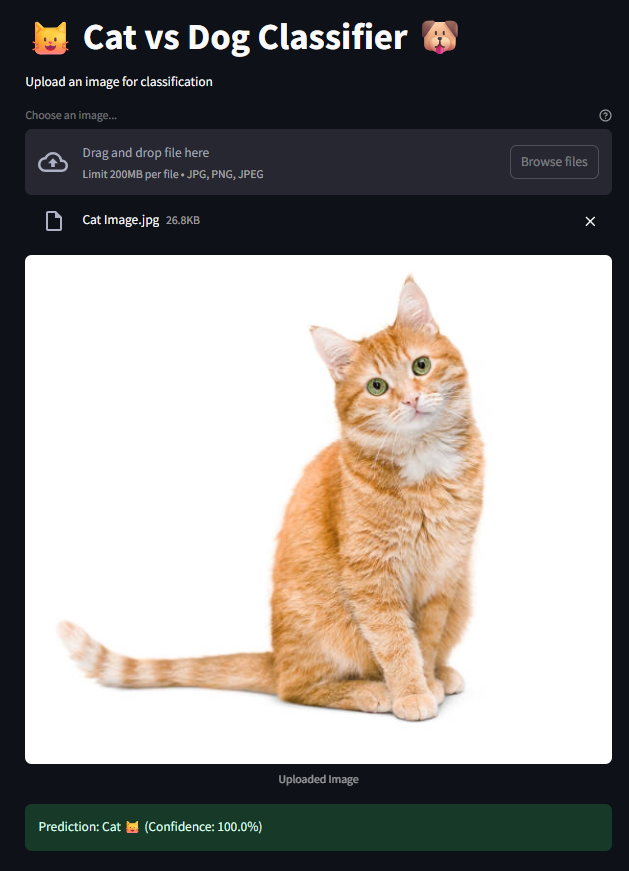 🐱 Cat vs Dog Classifier 🐶
Upload an image for classification
Choose an image...
Drag and drop file here
Limit 200MB per file • JPG, PNG, JPEG
Browse files
Cat Image.jpg 26.8KB
Uploaded Image
Prediction: Cat 🐱 (Confidence: 100.0%)